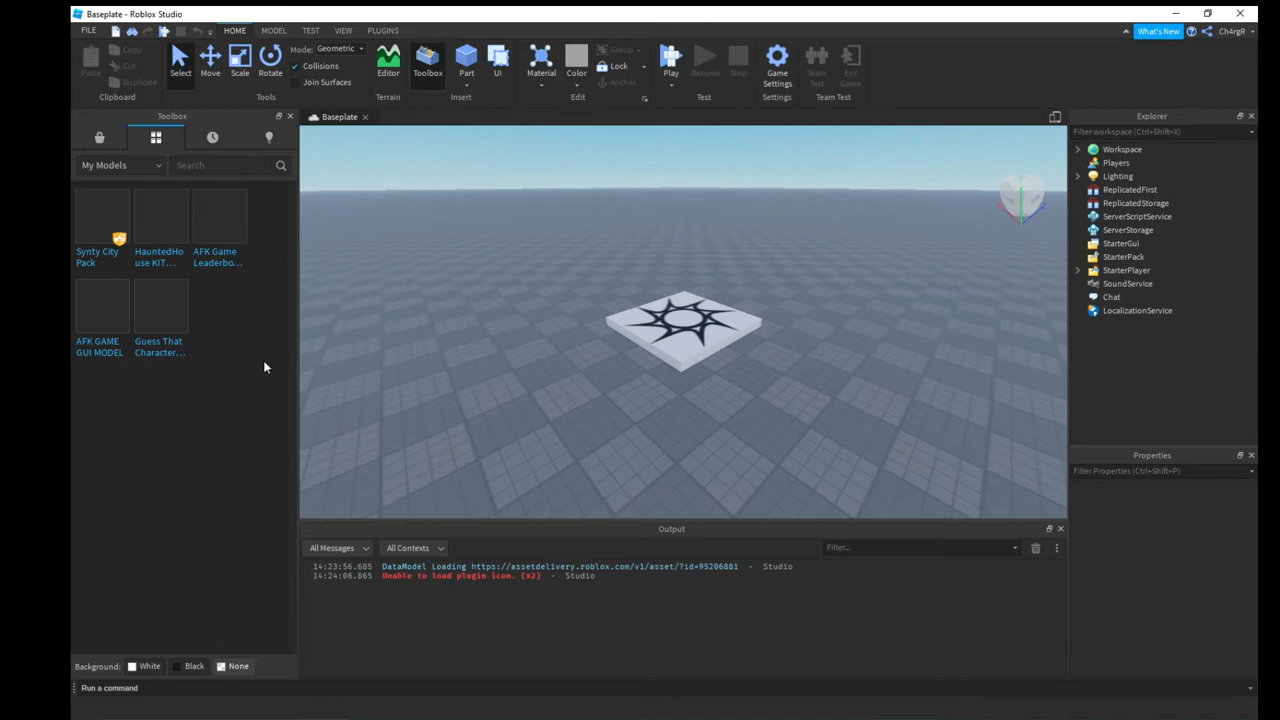 Baseplate - Roblox Studio
FILE HOME MODEL TEST VIEW PLUGINS What's New Ch4rgR
Paste Copy Cut Duplicate Clipboard
Select Move Scale Rotate Mode: Geometric Collisions Join Surfaces Tools
Editor Terrain
Toolbox Part UI Insert
Material Color Group Lock Anchor Edit
Play Resume Stop Test
Game Settings Settings
Team Test Exit Game Team Test
Toolbox
My Models Search
Synty City Pack
HauntedHo use KIT...
AFK Game Leaderbo...
AFK GAME GUI MODEL
Guess That Character...
Background: White Black None
Baseplate
Output
All Messages All Contexts Filter...
14:23:56.685 DataModel Loading https://assetdelivery.roblox.com/v1/asset/?id=95206881 - Studio
14:24:06.865 Unable to load plugin icon. (x2) - Studio
Explorer
Filter workspace (Ctrl+Shift+X)
Workspace
Players
Lighting
ReplicatedFirst
ReplicatedStorage
ServerScriptService
ServerStorage
StarterGui
StarterPack
StarterPlayer
SoundService
Chat
LocalizationService
Properties
Filter Properties (Ctrl+Shift+P)
Run a command